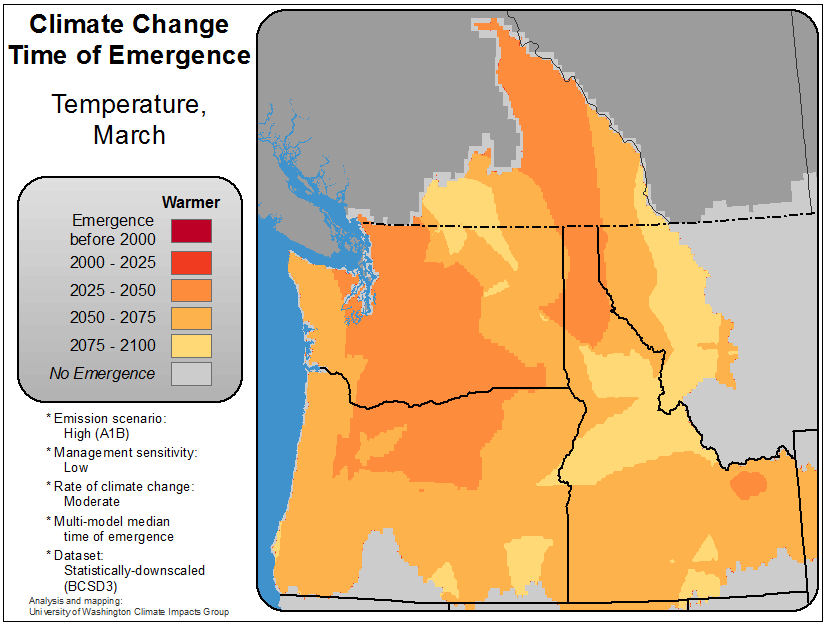 Climate Change
Time of Emergence
Temperature,
March
Warmer
Emergence
before 2000
2000 - 2025
2025 - 2050
2050 - 2075
2075 - 2100
No Emergence
* Emission scenario:
High (A1B)
* Management sensitivity:
Low
* Rate of climate change:
Moderate
* Multi-model median
time of emergence
* Dataset:
Statistically-downscaled
(BCSD3)
Analysis and mapping:
University of Washington Climate Impacts Group